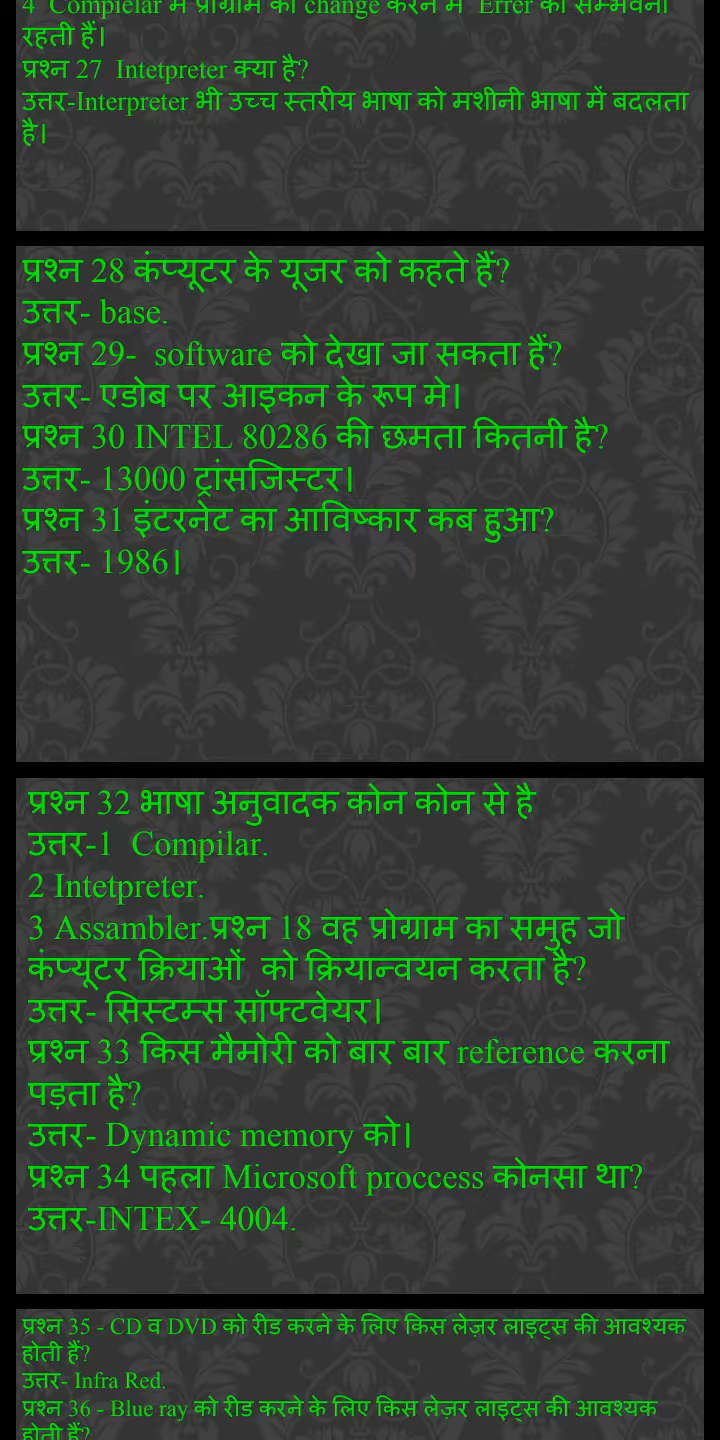 4  Compielar में प्रोग्राम को change करने में  Errer की सम्भवना
रहती हैं।
प्रश्न 27  Intetpreter क्या है?
उत्तर-Interpreter भी उच्च स्तरीय भाषा को मशीनी भाषा में बदलता
है।
प्रश्न 28 कंप्यूटर के यूजर को कहते हैं?
उत्तर- base.
प्रश्न 29-  software को देखा जा सकता हैं?
उत्तर- एडोब पर आइकन के रूप मे।
प्रश्न 30 INTEL 80286 की छमता कितनी है?
उत्तर- 13000 ट्रांसजिस्टर।
प्रश्न 31 इंटरनेट का आविष्कार कब हुआ?
उत्तर- 1986|
प्रश्न 32 भाषा अनुवादक कोन कोन से है
उत्तर-1  Compilar.
2 Intetpreter.
3 Assambler.प्रश्न 18 वह प्रोग्राम का समुह जो
कंप्यूटर क्रियाओं  को क्रियान्वयन करता है?
उत्तर- सिस्टम्स सॉफ्टवेयर।
प्रश्न 33 किस मैमोरी को बार बार reference करना
पड़ता है?
उत्तर- Dynamic memory को।
प्रश्न 34 पहला Microsoft proccess कोनसा था?
उत्तर-INTEX- 4004.
प्रश्न 35 - CD व DVD को रीड करने के लिए किस लेज़र लाइट्स की आवश्यक
होती हैं?
उत्तर- Infra Red.
प्रश्न 36 - Blue ray को रीड करने के लिए किस लेज़र लाइट्स की आवश्यक
होती हैं?